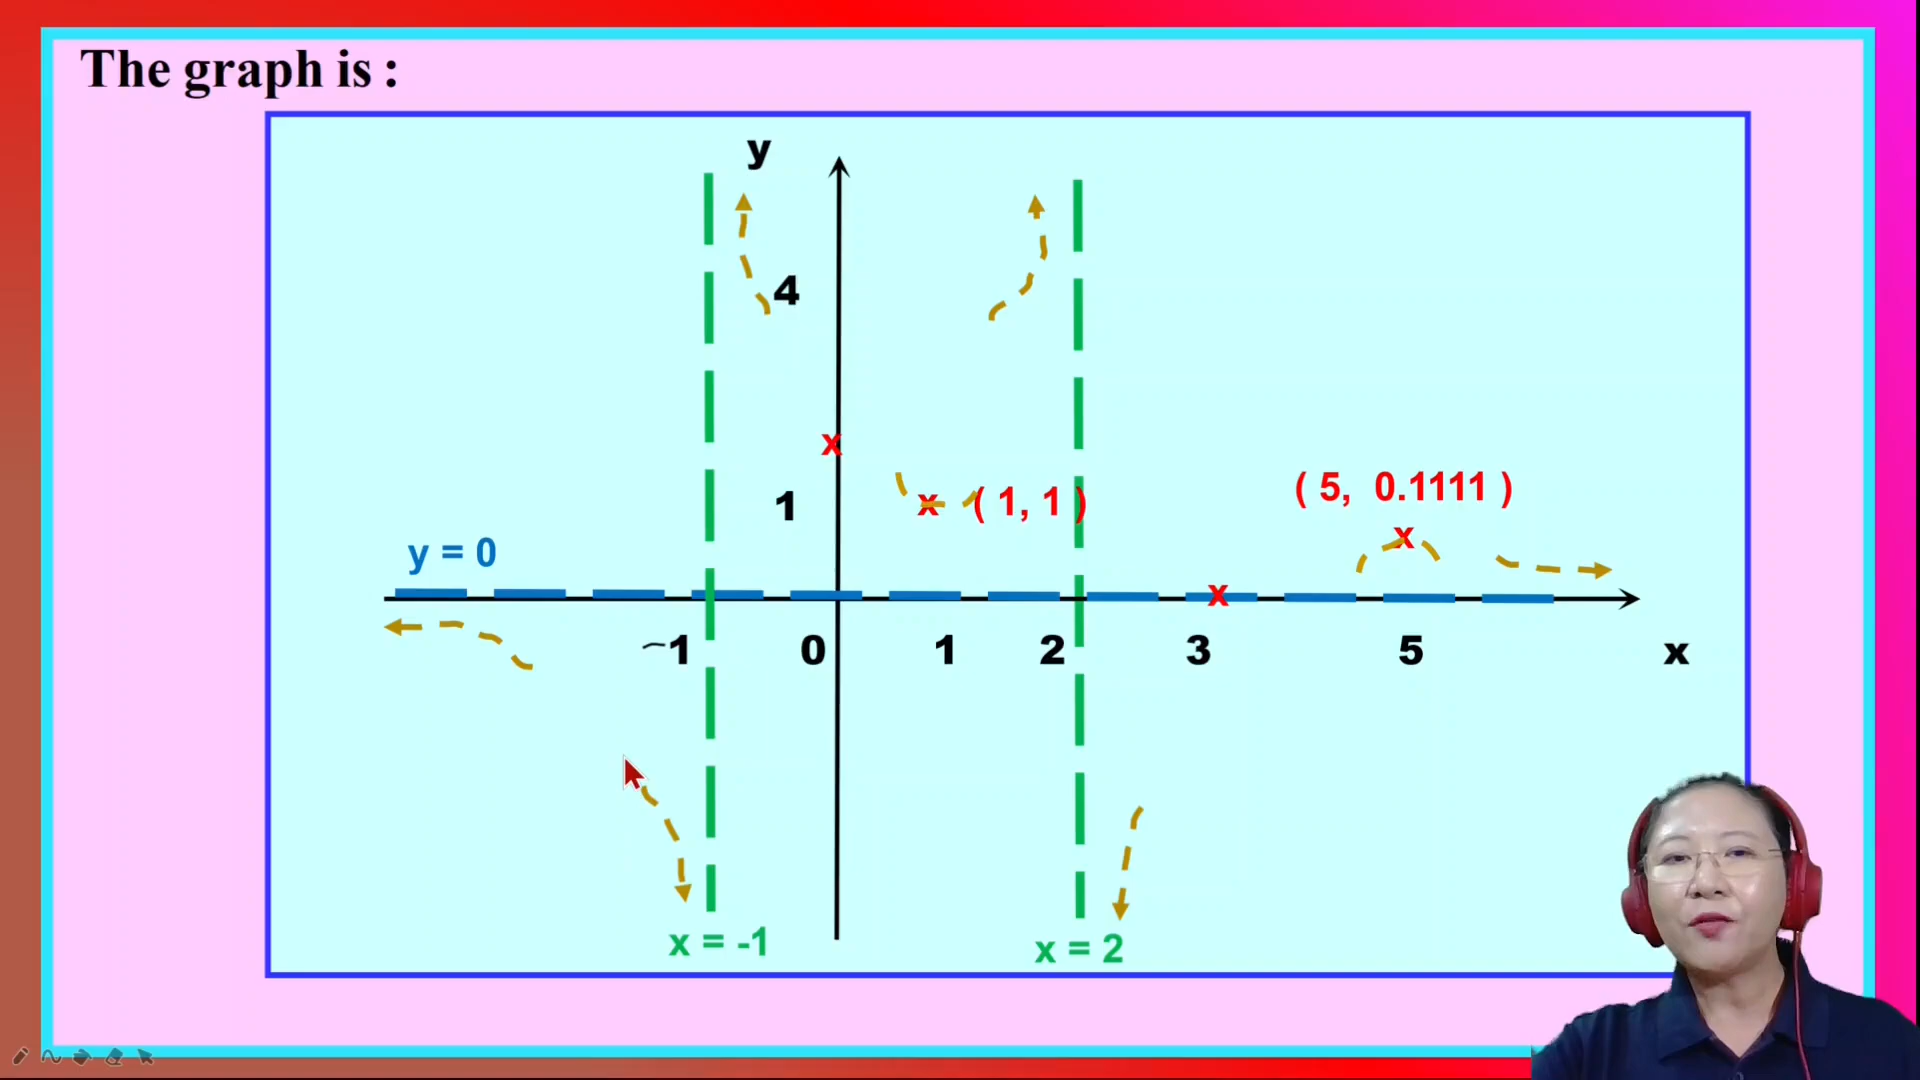 The graph is :
y
4
x
1
x ( 1, 1 )
( 5, 0.1111 )
x
y = 0
x
−1 0 1 2 3 5 x
x = -1
x = 2